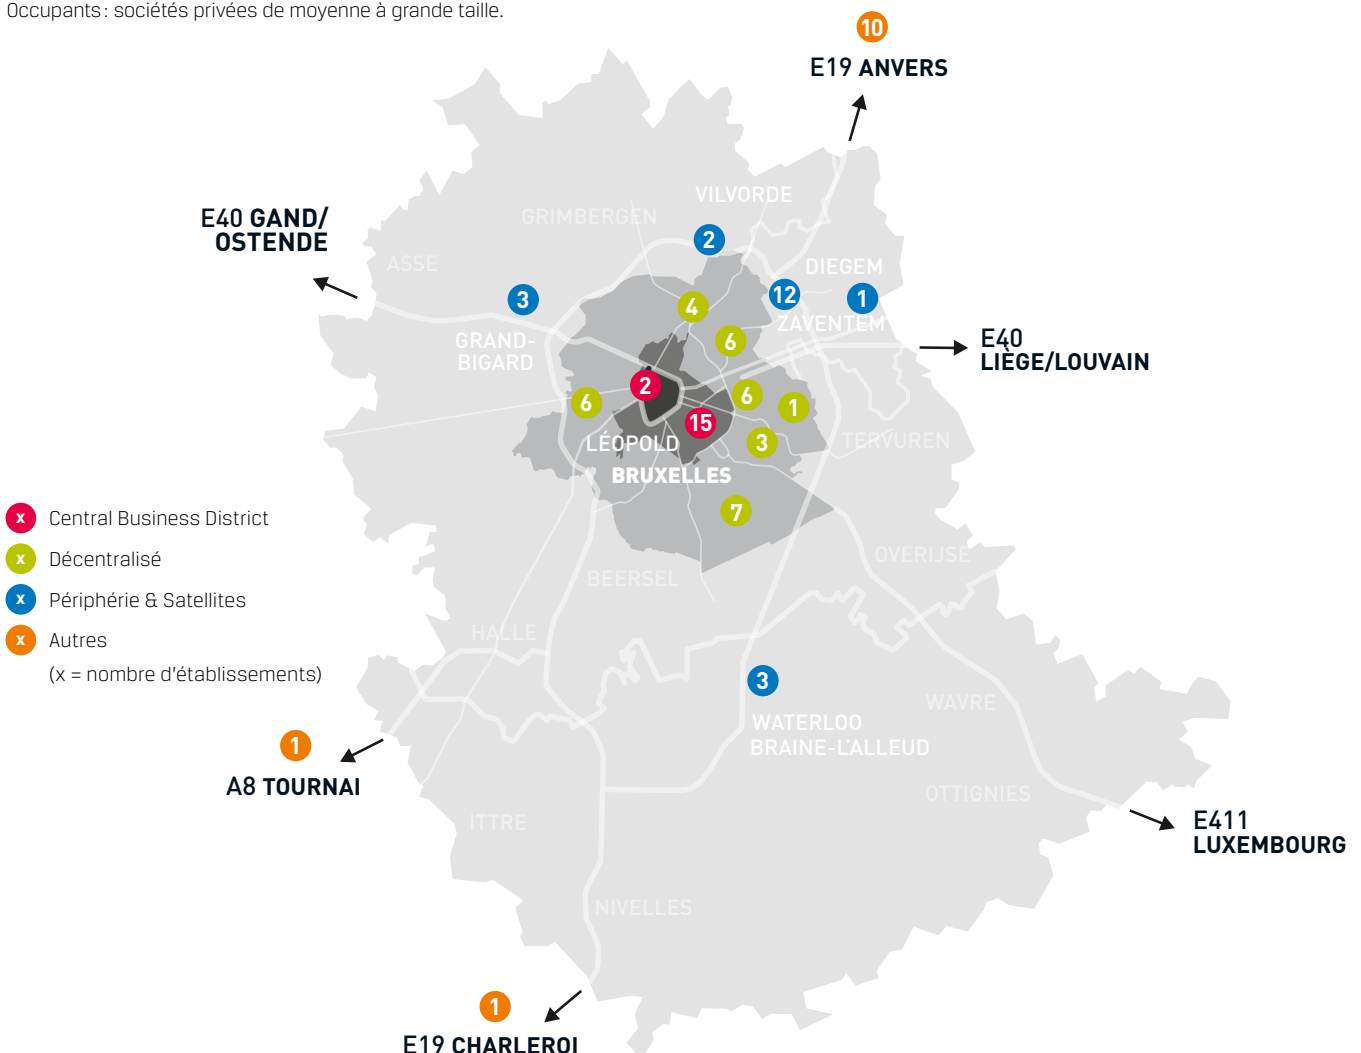 Occupants : sociétés privées de moyenne à grande taille.
10
E19 ANVERS
VILVORDE
GRIMBERGEN
E40 GAND/
OSTENDE
2
ASSE
DIEGEM
3
12
1
4
ZAVENTEM
GRAND-
BIGARD
6
E40
LIÈGE/LOUVAIN
2
6
6
1
15
LÉOPOLD
3
TERVUREN
BRUXELLES
7
x Central Business District
x Décentralisé
x Périphérie & Satellites
x Autres
(x = nombre d'établissements)
OVERIJSE
BEERSEL
HALLE
3
WAVRE
WATERLOO
BRAINE-L'ALLEUD
1
A8 TOURNAI
OTTIGNIES
ITTRE
E411
LUXEMBOURG
NIVELLES
1
E19 CHARLEROI